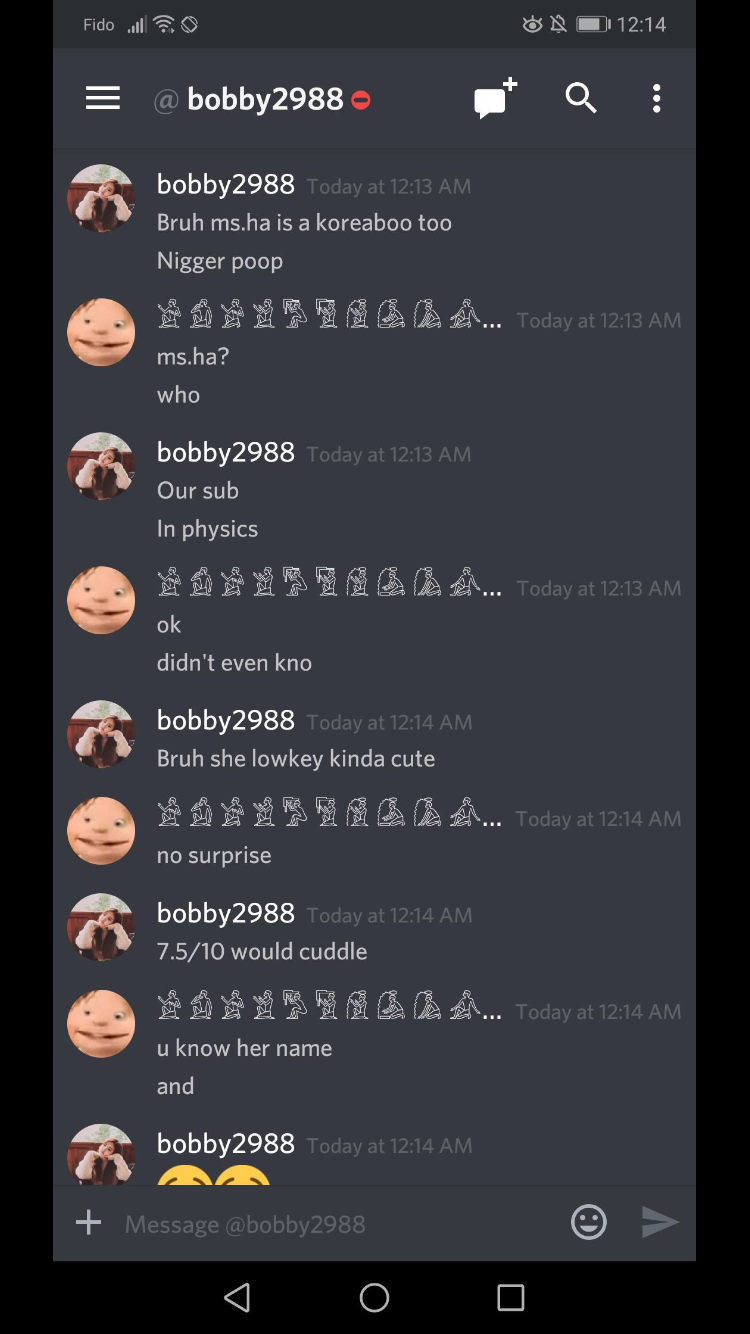 Fido
12:14
@ bobby2988
bobby2988 Today at 12:13 AM
Bruh ms.ha is a koreaboo too
Nigger poop
... Today at 12:13 AM
ms.ha?
who
bobby2988 Today at 12:13 AM
Our sub
In physics
... Today at 12:13 AM
ok
didn't even kno
bobby2988 Today at 12:14 AM
Bruh she lowkey kinda cute
... Today at 12:14 AM
no surprise
bobby2988 Today at 12:14 AM
7.5/10 would cuddle
... Today at 12:14 AM
u know her name
and
bobby2988 Today at 12:14 AM
Message @bobby2988